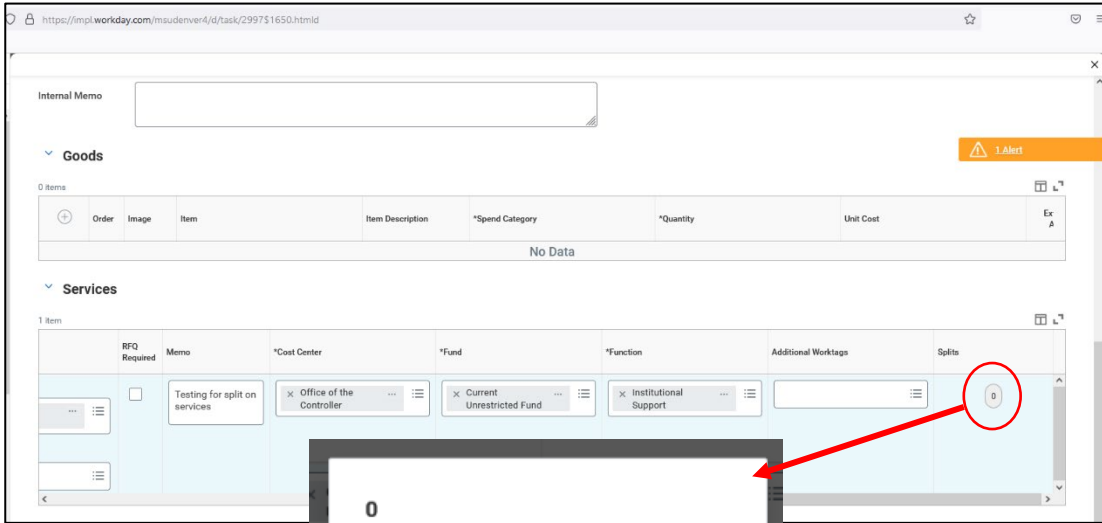 https://impl.workday.com/msudenver4/d/task/2997$1650.htmld
Internal Memo
Goods
1 Alert
0 items
Order Image Item Item Description *Spend Category *Quantity Unit Cost Ex
A
No Data
Services
1 item
RFQ Required Memo *Cost Center *Fund *Function Additional Worktags Splits
Testing for split on Office of the Current Institutional 0
services Controller Unrestricted Fund Support
0